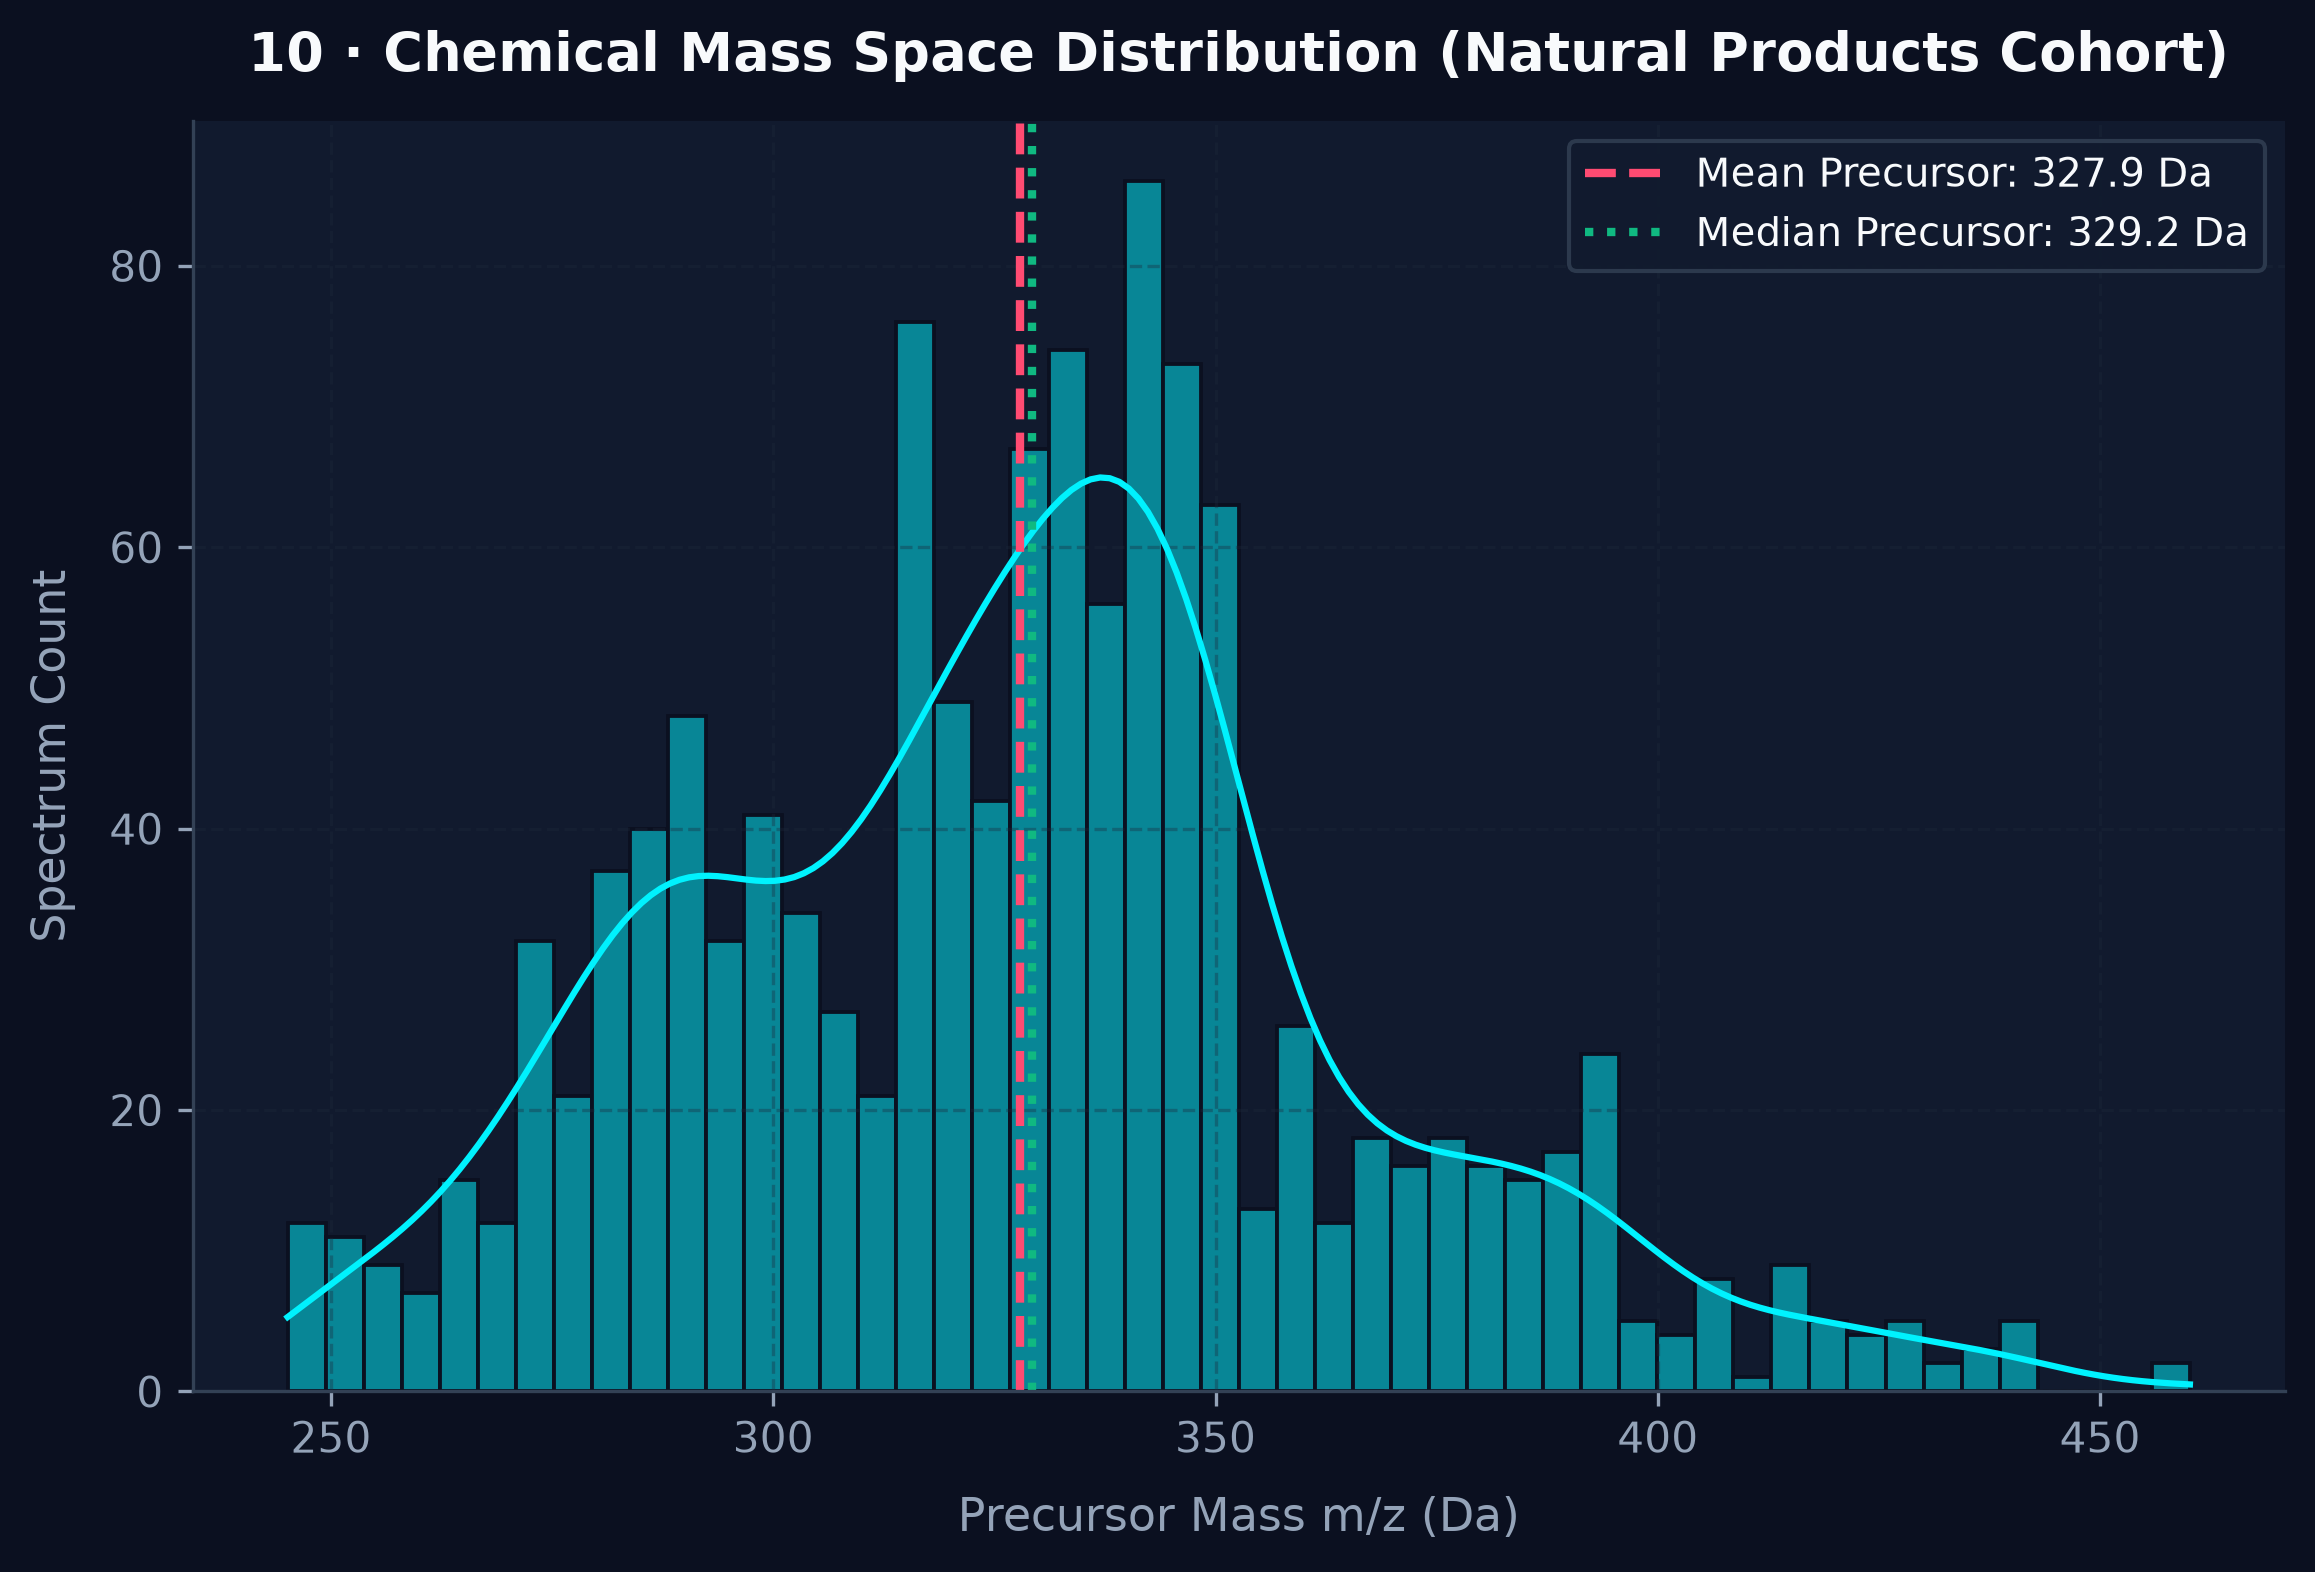 10 · Chemical Mass Space Distribution (Natural Products Cohort)
Mean Precursor: 327.9 Da
Median Precursor: 329.2 Da
Spectrum Count
80
60
40
20
0
250 300 350 400 450
Precursor Mass m/z (Da)